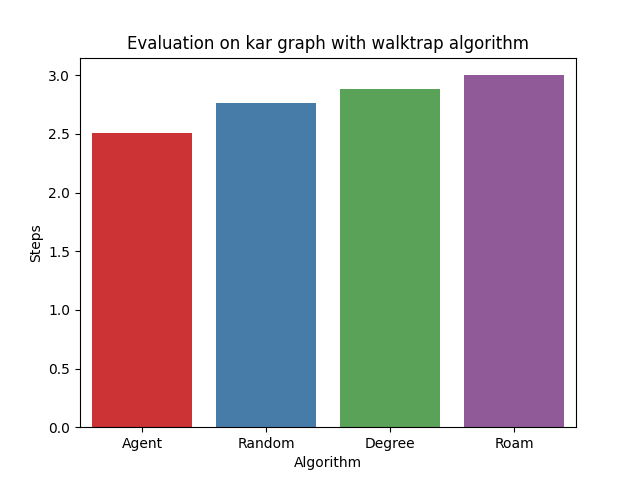 Evaluation on kar graph with walktrap algorithm
3.0
2.5
2.0
1.5
1.0
0.5
0.0
Steps
Agent Random Degree Roam
Algorithm